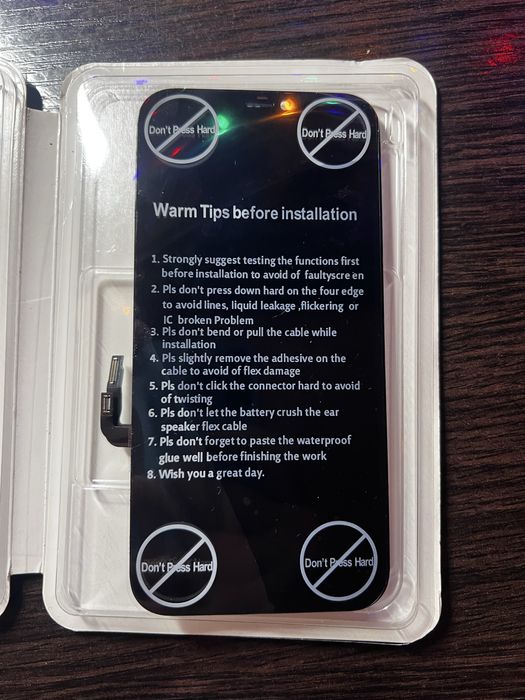 Don't Press Hard
Don't Press Hard
Warm Tips before installation
1. Strongly suggest testing the functions first
before installation to avoid of faultyscre en
2. Pls don't press down hard on the four edge
to avoid lines, liquid leakage ,flickering or
IC broken Problem
3. Pls don't bend or pull the cable while
installation
4. Pls slightly remove the adhesive on the
cable to avoid of flex damage
5. Pls don't click the connector hard to avoid
of twisting
6. Pls don't let the battery crush the ear
speaker flex cable
7. Pls don't forget to paste the waterproof
glue well before finishing the work
8. Wish you a great day.
Don't Press Hard
Don't Press Hard